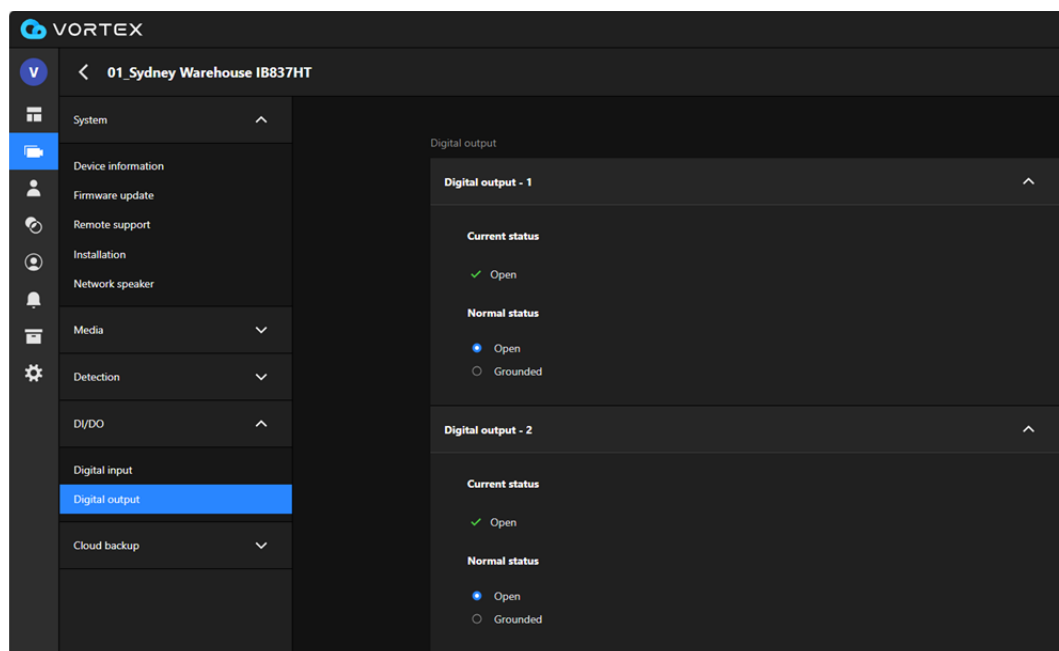 VORTEX
V
01_Sydney Warehouse IB837HT
System
Device information
Firmware update
Remote support
Installation
Network speaker
Media
Detection
DI/DO
Digital input
Digital output
Cloud backup
Digital output
Digital output - 1
Current status
Open
Normal status
Open
Grounded
Digital output - 2
Current status
Open
Normal status
Open
Grounded